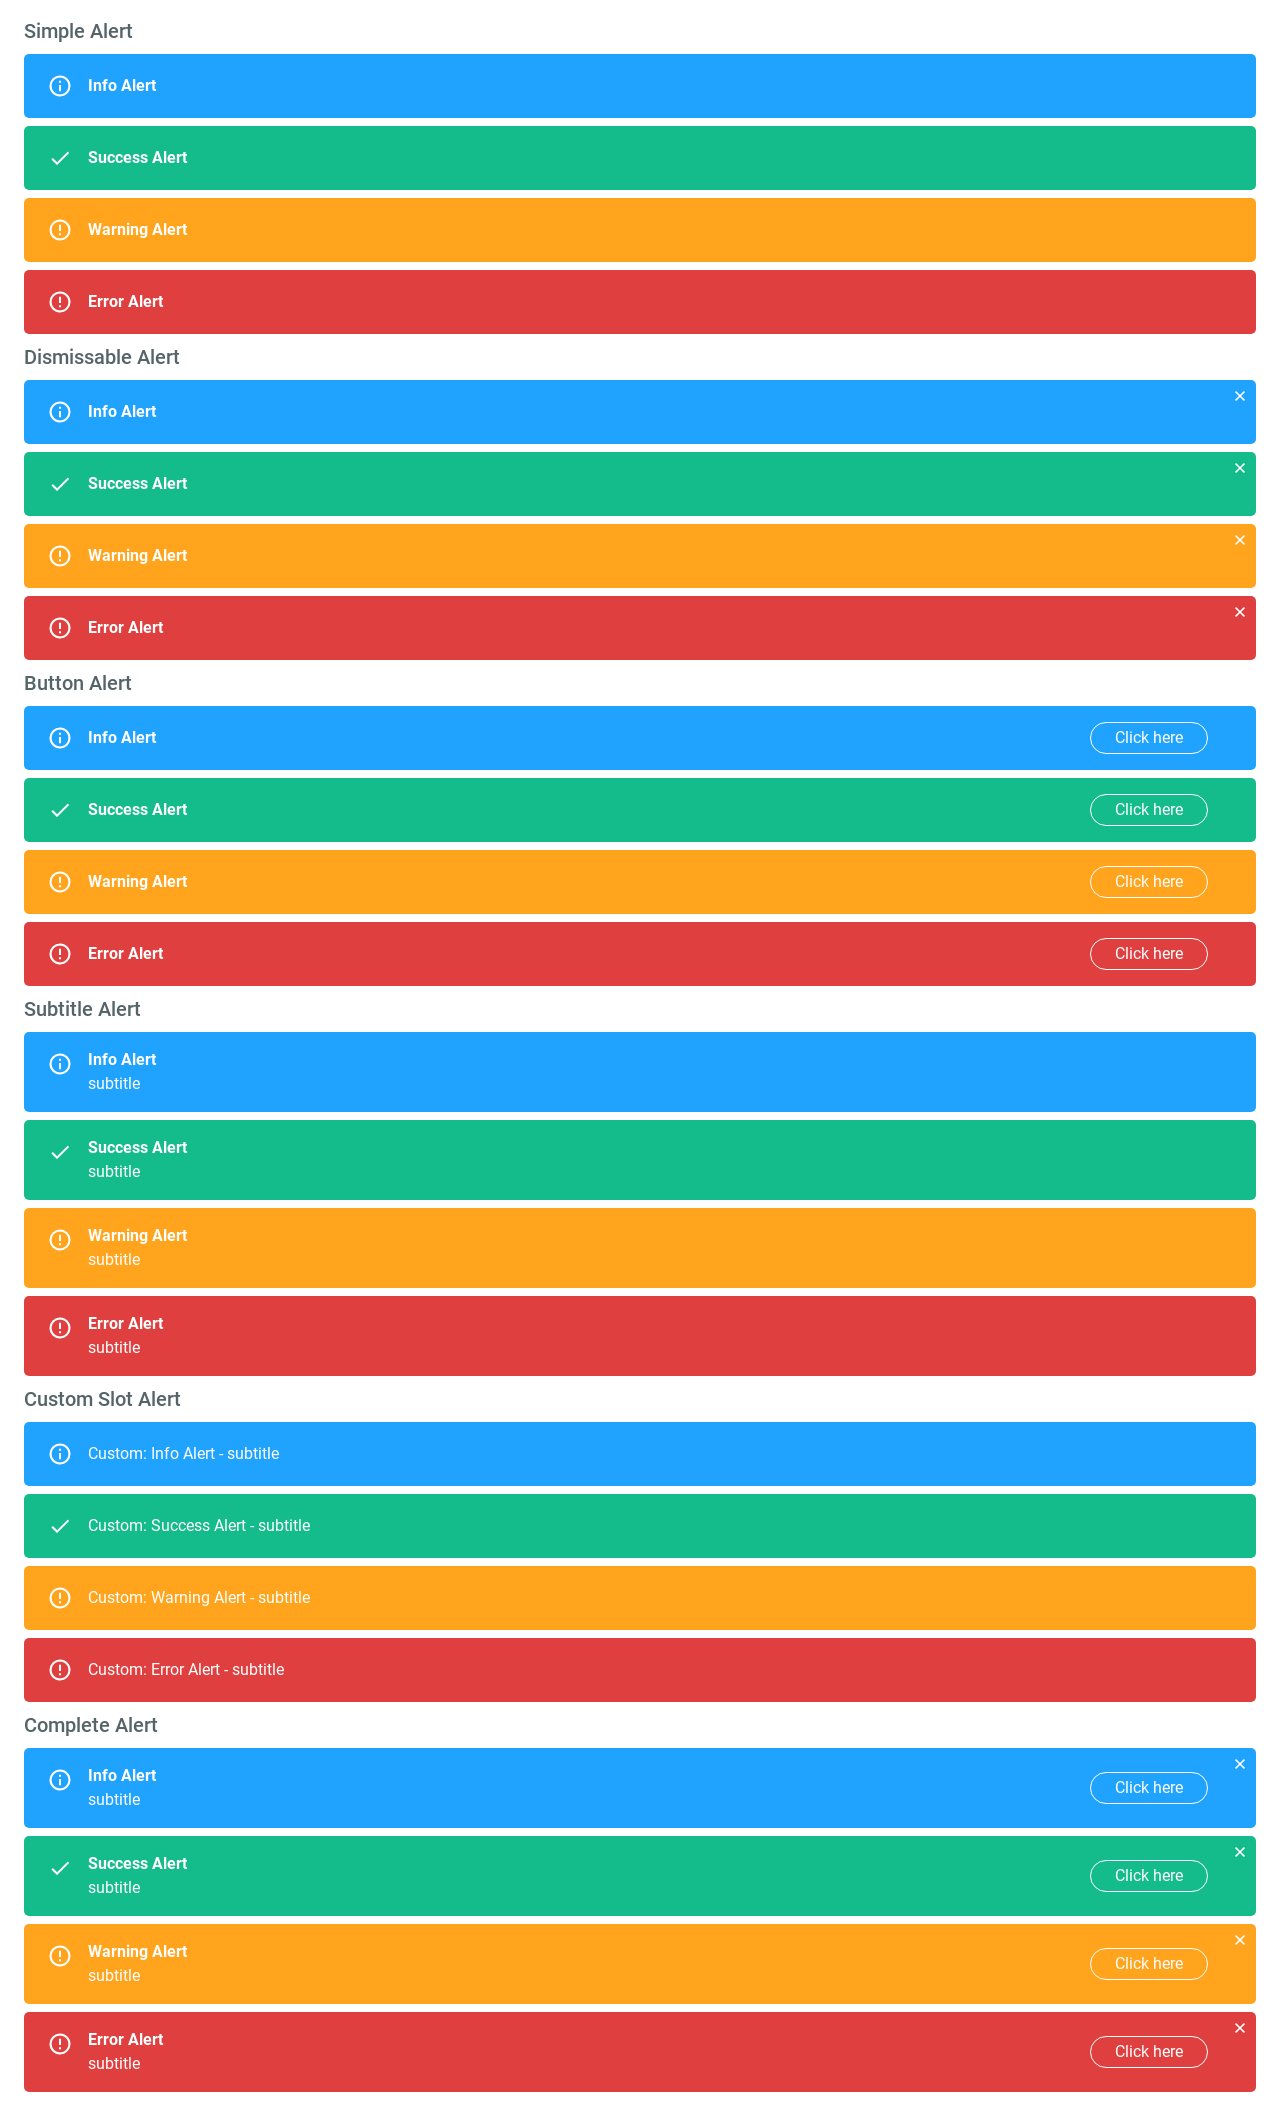 Simple Alert
Info Alert
Success Alert
Warning Alert
Error Alert
Dismissable Alert
Info Alert
Success Alert
Warning Alert
Error Alert
Button Alert
Info Alert Click here
Success Alert Click here
Warning Alert Click here
Error Alert Click here
Subtitle Alert
Info Alert
subtitle
Success Alert
subtitle
Warning Alert
subtitle
Error Alert
subtitle
Custom Slot Alert
Custom: Info Alert - subtitle
Custom: Success Alert - subtitle
Custom: Warning Alert - subtitle
Custom: Error Alert - subtitle
Complete Alert
Info Alert
subtitle
Click here
Success Alert
subtitle
Click here
Warning Alert
subtitle
Click here
Error Alert
subtitle
Click here